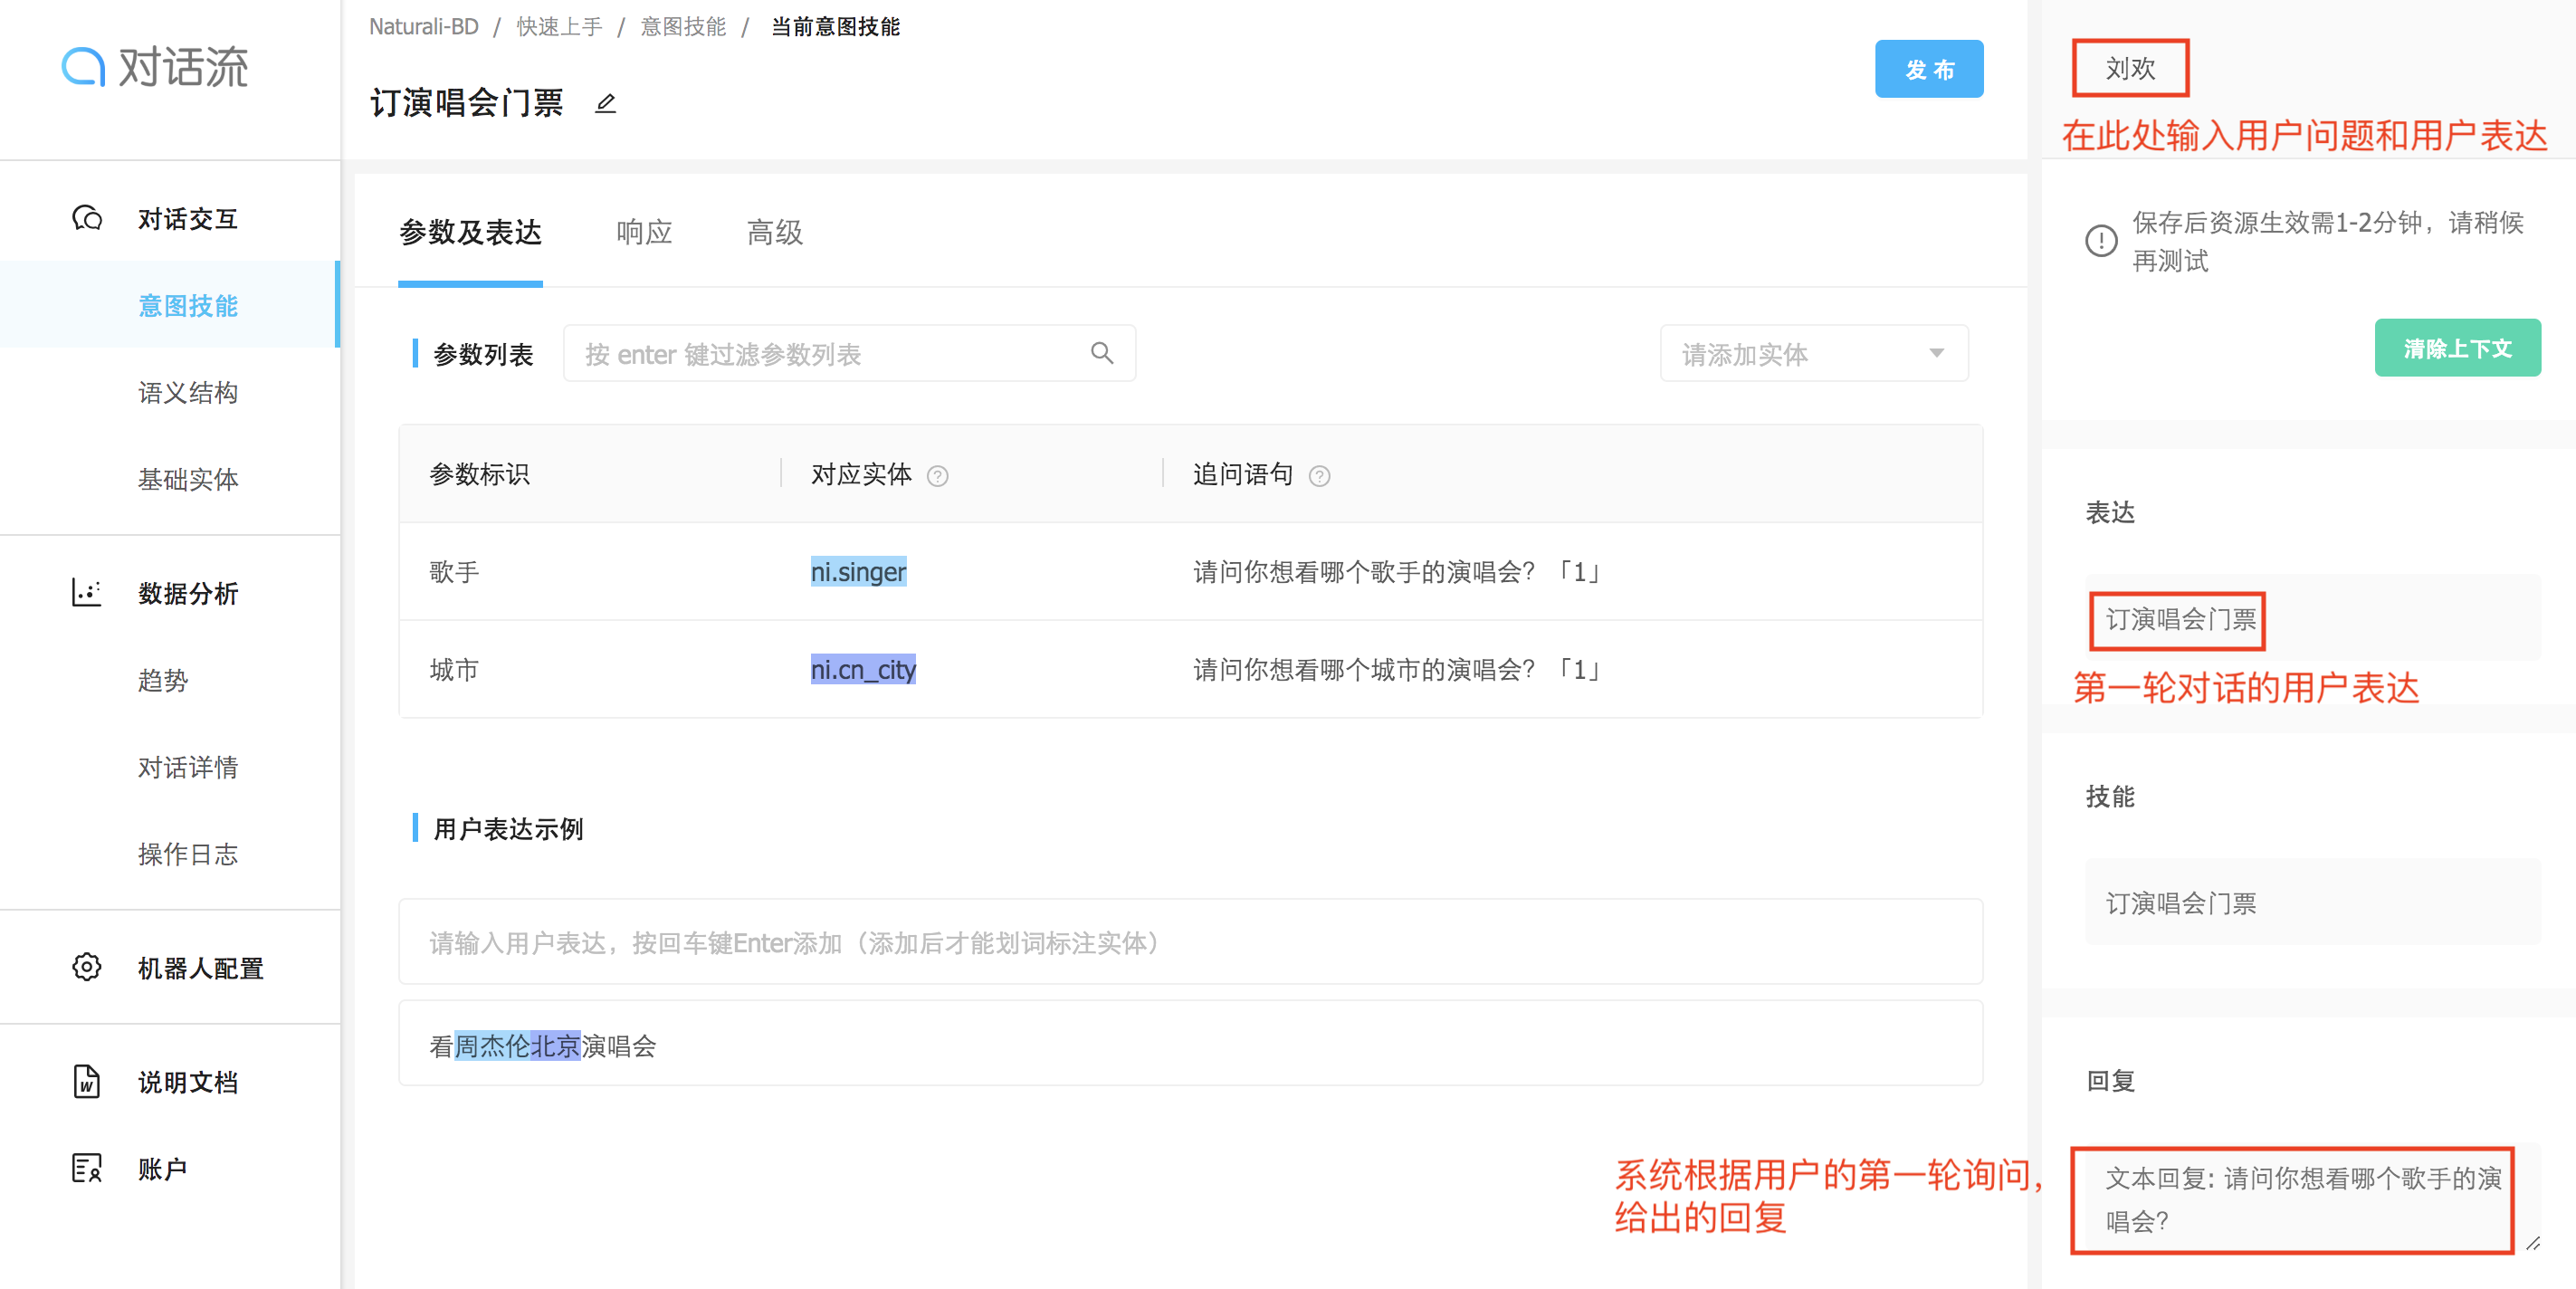 对话流
对话交互
意图技能
语义结构
基础实体
数据分析
趋势
对话详情
操作日志
机器人配置
说明文档
账户
Naturali-BD / 快速上手 / 意图技能 / 当前意图技能
订演唱会门票
发 布
参数及表达 响应 高级
参数列表 按 enter 键过滤参数列表 请添加实体
参数标识 对应实体 ? 追问语句 ?
歌手 ni.singer 请问你想看哪个歌手的演唱会？「1」
城市 ni.cn_city 请问你想看哪个城市的演唱会？「1」
用户表达示例
请输入用户表达，按回车键Enter添加（添加后才能划词标注实体）
看周杰伦北京演唱会
系统根据用户的第一轮询问，
给出的回复
刘欢
在此处输入用户问题和用户表达
保存后资源生效需1-2分钟，请稍候
再测试
清除上下文
表达
订演唱会门票
第一轮对话的用户表达
技能
订演唱会门票
回复
文本回复: 请问你想看哪个歌手的演
唱会？